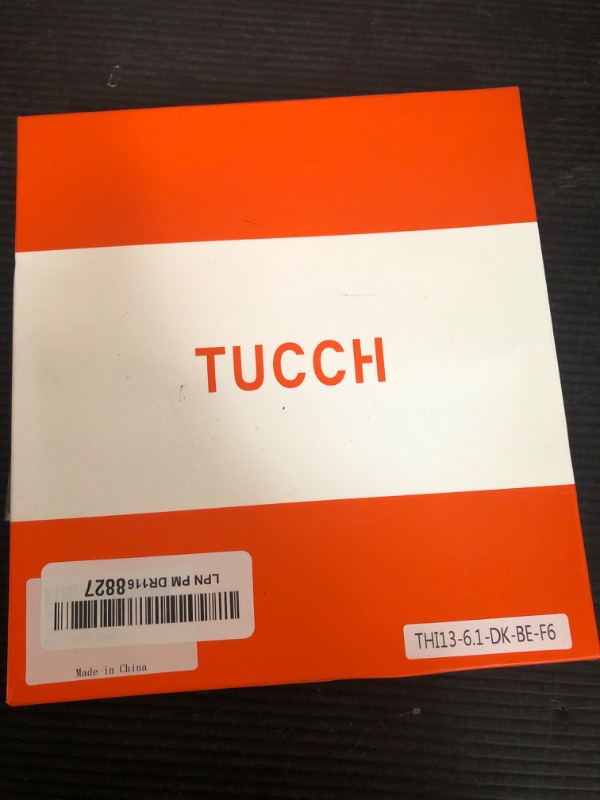 TUCCH
LPN PM DR1168827
Made in China
THI13-6.1-DK-BE-F6